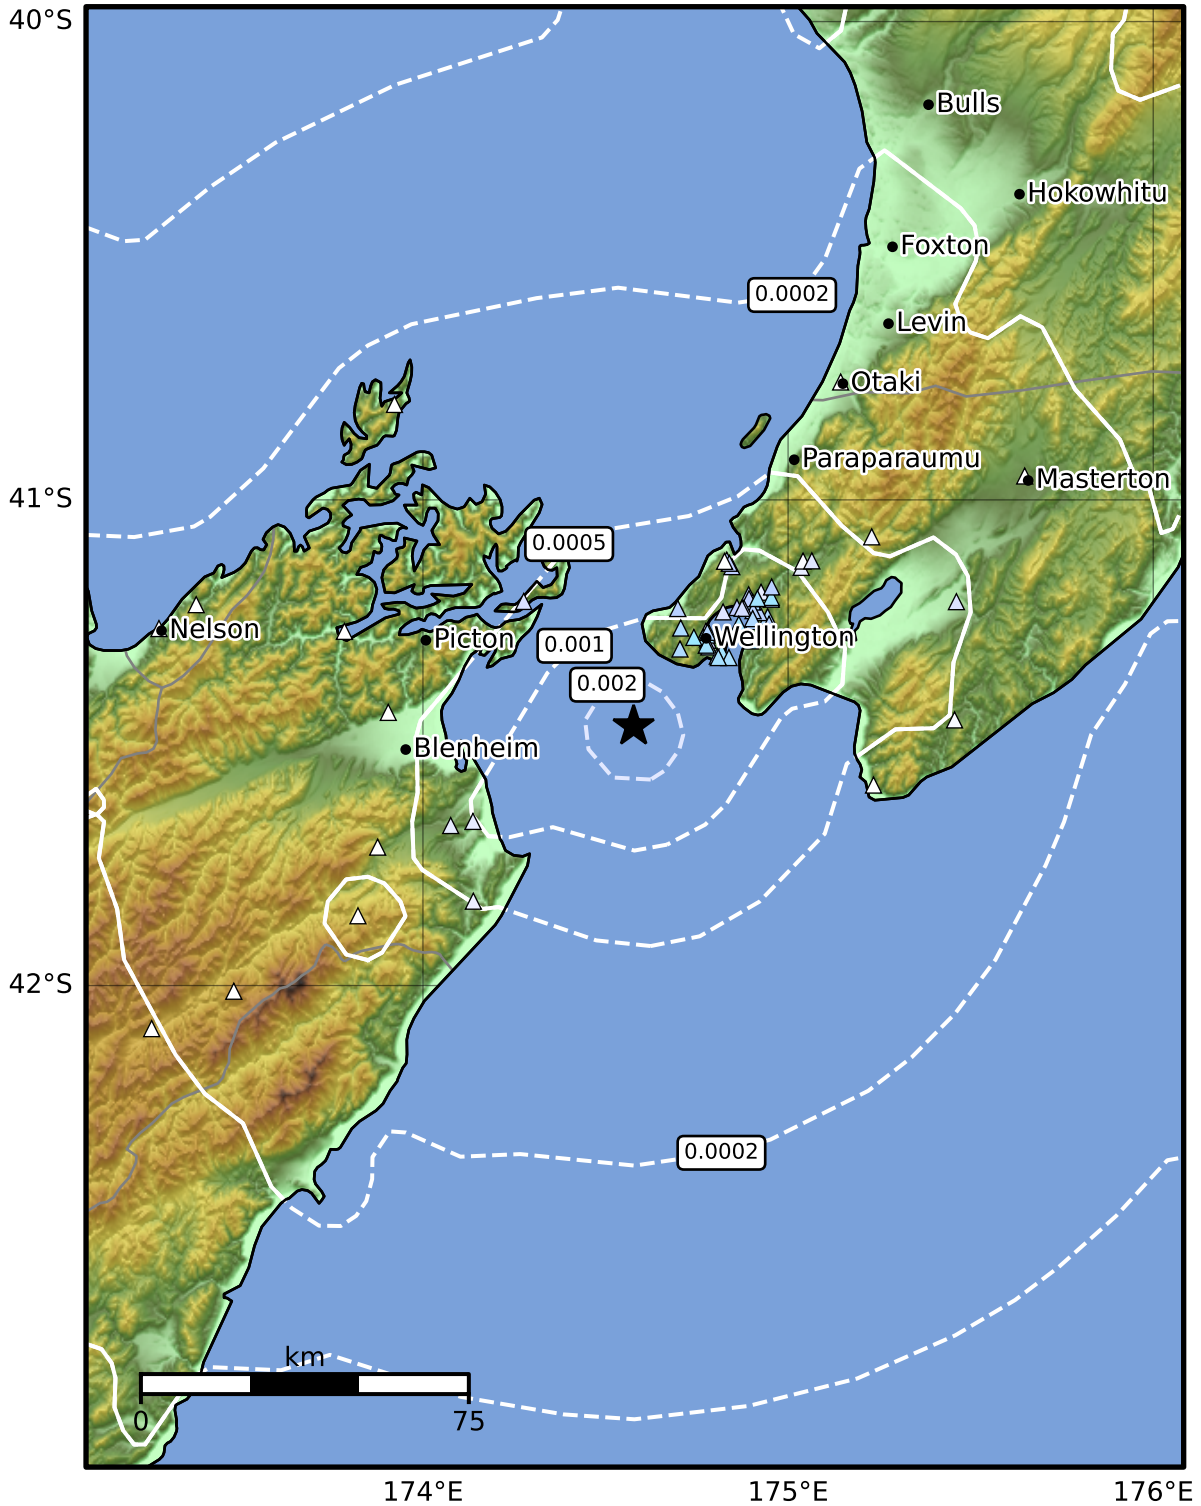 40°S
Bulls
Hokowhitu
Foxton
0.0002
Levin
Otaki
Paraparaumu
Masterton
41°S
0.0005
Nelson
Picton
0.001
Wellington
0.002
Blenheim
42°S
0.0002
km
0
75
174°E
175°E
176°E